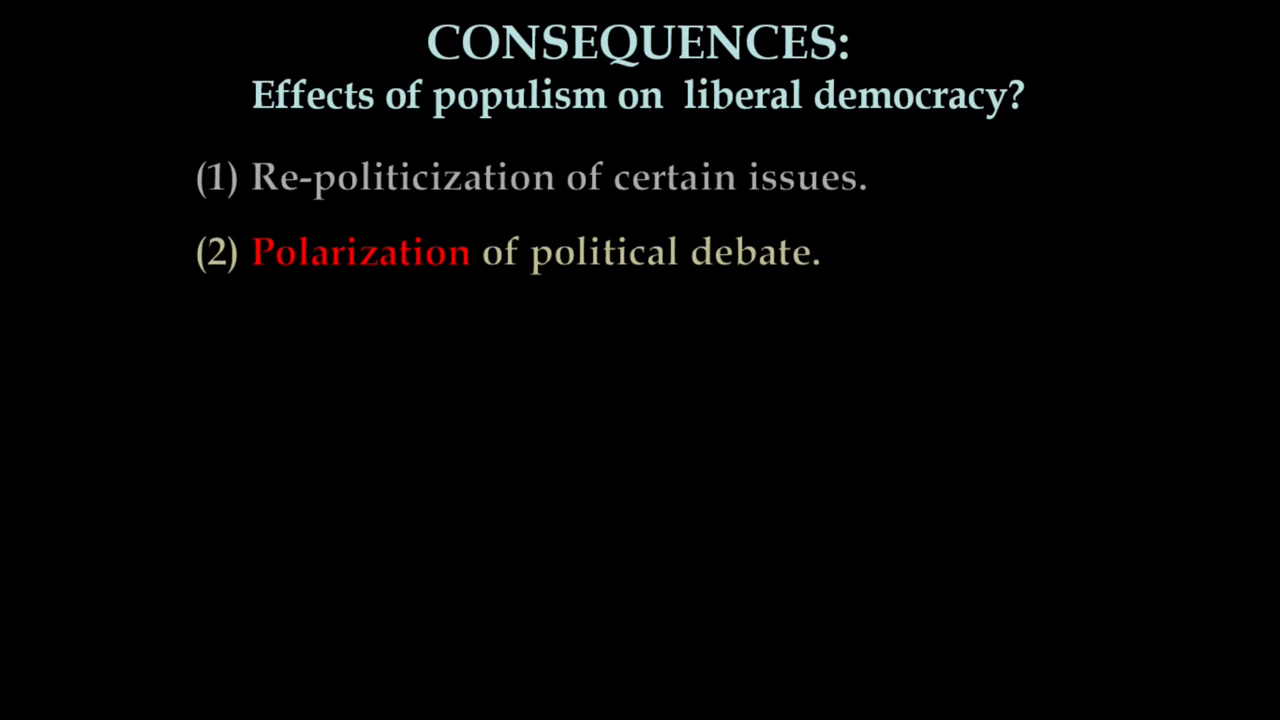 CONSEQUENCES:
Effects of populism on liberal democracy?
(1) Re-politicization of certain issues.
(2) Polarization of political debate.